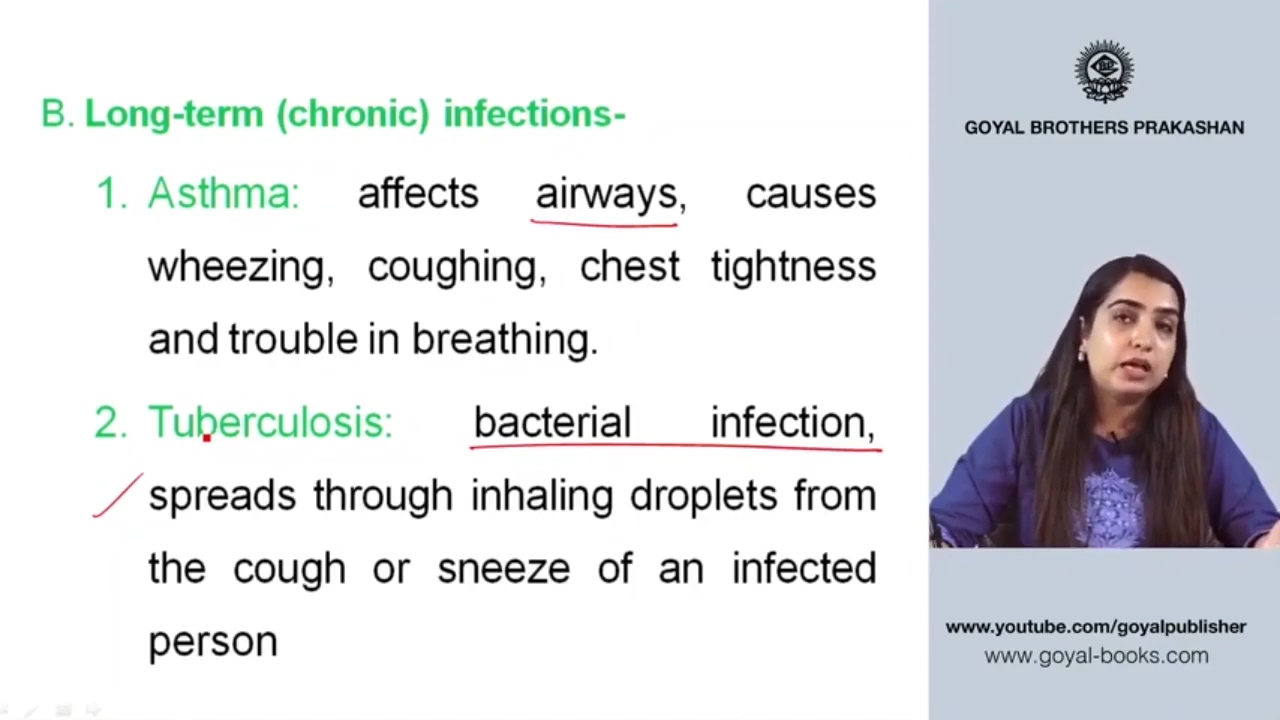 B. Long-term (chronic) infections-
1. Asthma: affects airways, causes
wheezing, coughing, chest tightness
and trouble in breathing.
2. Tuberculosis: bacterial infection,
spreads through inhaling droplets from
the cough or sneeze of an infected
person
GOYAL BROTHERS PRAKASHAN
www.youtube.com/goyalpublisher
www.goyal-books.com